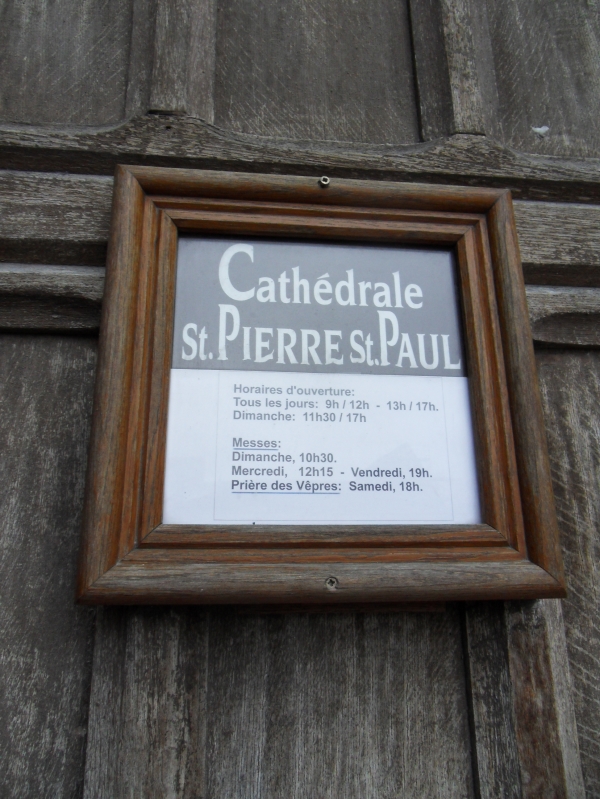 Cathédrale
St. PIERRE St. PAUL
Horaires d'ouverture:
Tous les jours: 9h / 12h - 13h / 17h.
Dimanche: 11h30 / 17h
Messes:
Dimanche, 10h30.
Mercredi, 12h15 - Vendredi, 19h.
Prière des Vêpres: Samedi, 18h.